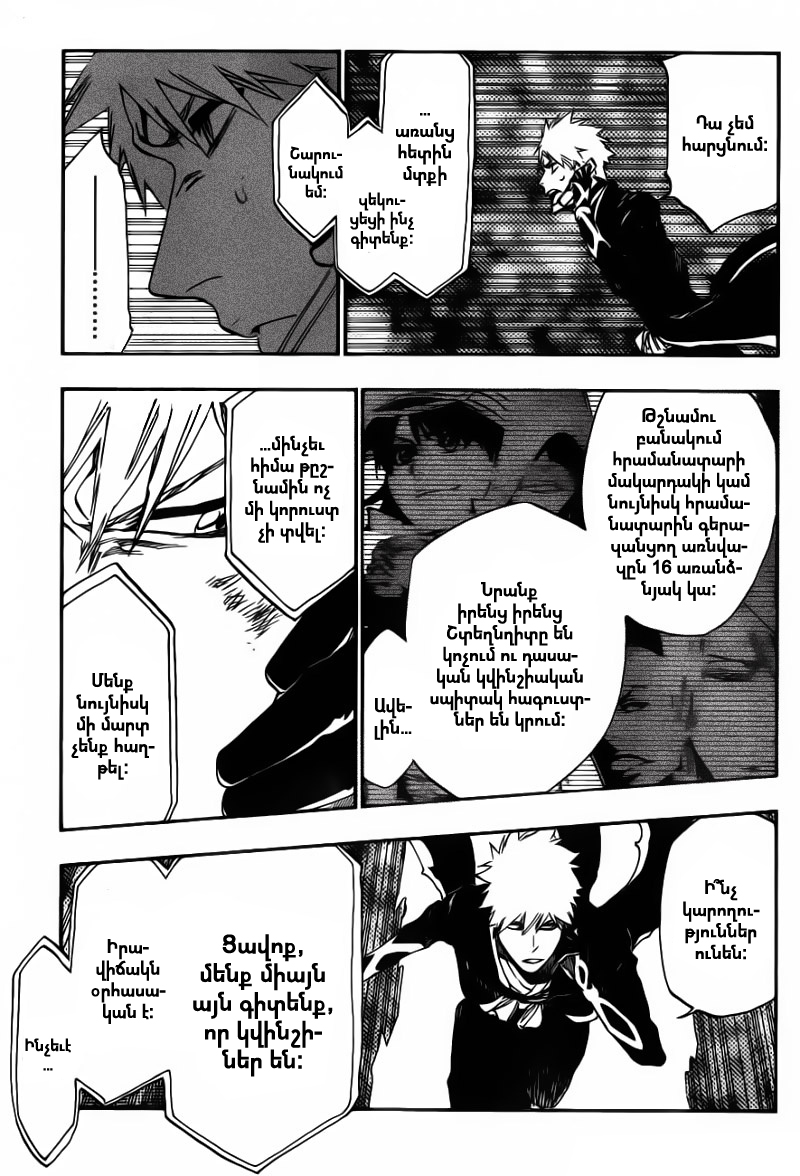 Դա չեմ
հարցնում:
...
առանց
հետին
մտքի
զեկու-
ցեցի ինչ
գիտենք:
Շարու-
նակում
եմ:
...........
Թշնամու
բանակում
հրամանատարի
մակարդակի կամ
նույնիսկ հրամա-
նատարին գերա-
զանցող առնվա-
զըն 16 առանձ-
նյակ կա:
Նրանք
իրենց իրենց
Շտեղնղիտը են
կոչում ու դասա-
կան կվինշիական
սպիտակ հագուստ-
ներ են կրում:
Ավե-
լին...
...մինչեւ
հիմա թըշ-
նամին ոչ
մի կորուստ
չի տվել:
Մենք
նույնիսկ
մի մարտ
չենք հաղ-
թել:
Ի՞նչ
կարողու-
թյուններ
ունեն:
Ցավոք,
մենք միայն
այն գիտենք,
որ կվինշի-
ներ են:
Իրա-
վիճակն
օրհասա-
կան է:
Ինչեւէ
...